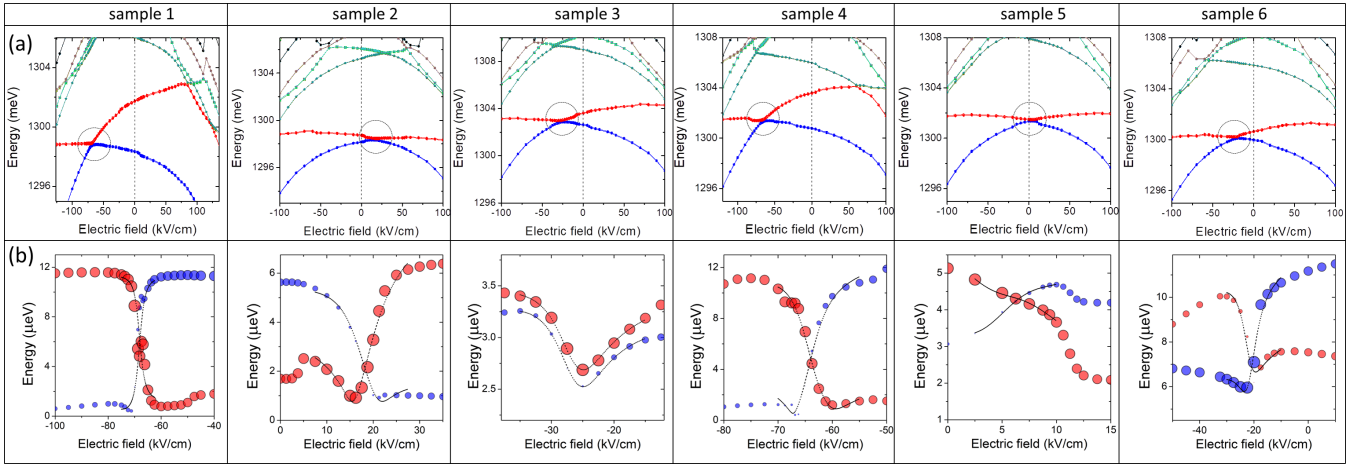 sample 1 sample 2 sample 3 sample 4 sample 5 sample 6
(a)
1304 1304 1308 1308 1308 1308
1300 1300 1304 1304 1304 1304
1296 1296 1300 1300 1300 1300
1296 1296 1296 1296
Energy (meV) Energy (meV) Energy (meV) Energy (meV) Energy (meV) Energy (meV)
-100 -50 0 50 100 -100 -50 0 50 100 -100 -50 0 50 100 -100 -50 0 50 100 -100 -50 0 50 100 -100 -50 0 50 100
Electric field (kV/cm) Electric field (kV/cm) Electric field (kV/cm) Electric field (kV/cm) Electric field (kV/cm) Electric field (kV/cm)
(b)
12 6 3.5 12 5 10
8 4 3.0 8 4 8
4 2 2.5 4 3 6
0 0 0 2
1
Energy (µeV) Energy (µeV) Energy (µeV) Energy (µeV) Energy (µeV) Energy (µeV)
-100 -80 -60 -40 0 10 20 30 -30 -20 -80 -70 -60 -50 0 5 10 15 -40 -20 0
Electric field (kV/cm) Electric field (kV/cm) Electric field (kV/cm) Electric field (kV/cm) Electric field (kV/cm) Electric field (kV/cm)